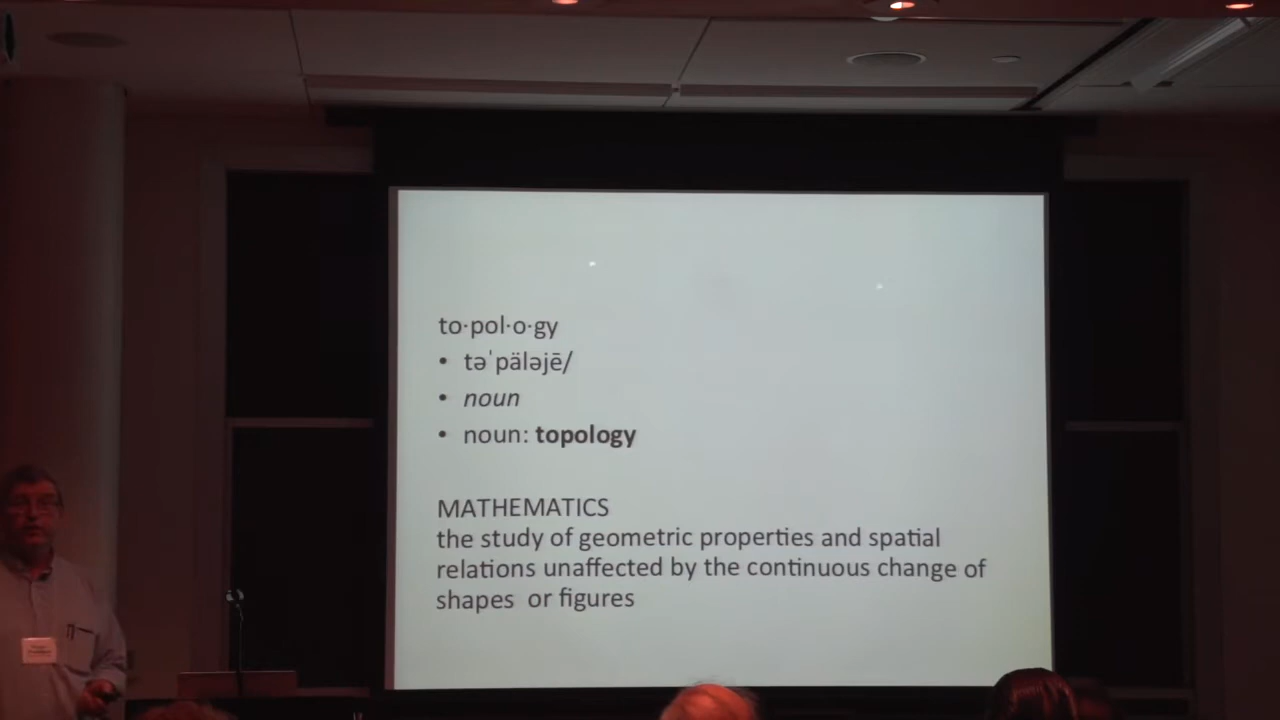 to·pol·o·gy
• təˈpäləjē/
• noun
• noun: topology
MATHEMATICS
the study of geometric properties and spatial
relations unaffected by the continuous change of
shapes or figures